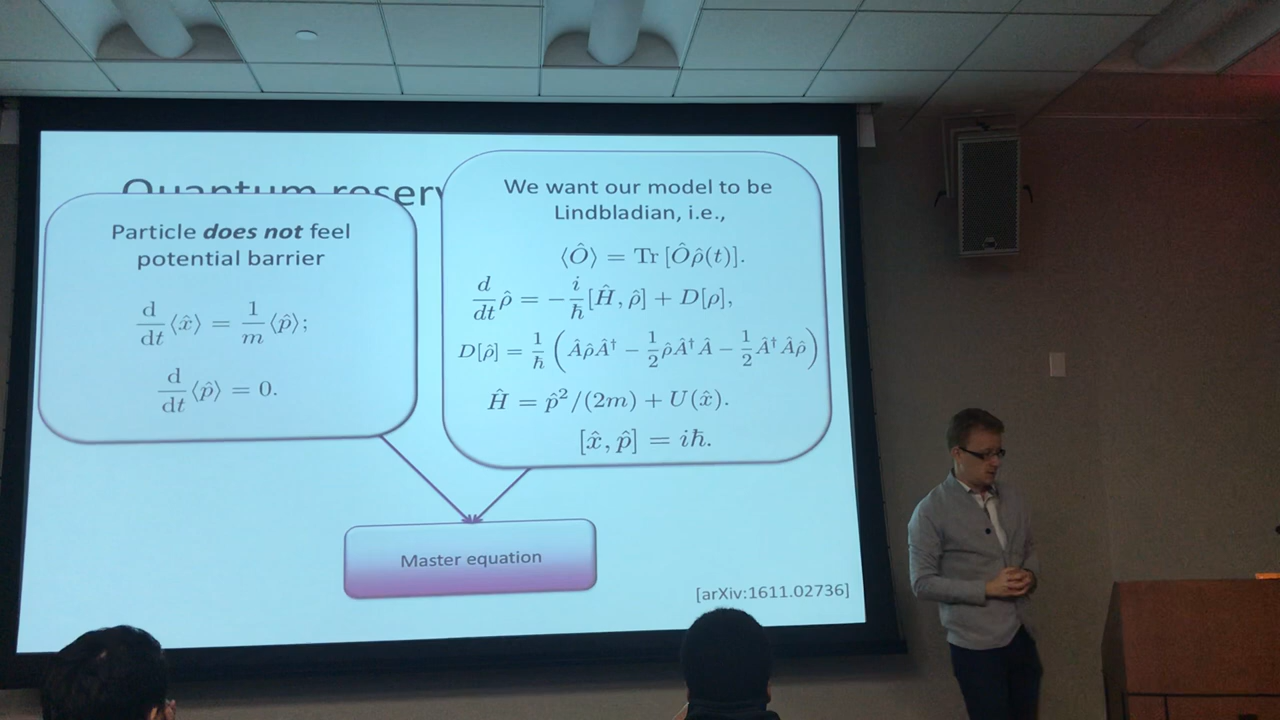 Quantum
Particle does not feel
potential barrier
d/dt ⟨x̂⟩ = 1/m ⟨p̂⟩;
d/dt ⟨p̂⟩ = 0.
We want our model to be
Lindbladian, i.e.,
⟨Ô⟩ = Tr [Ôρ̂(t)].
d/dt ρ̂ = −i/ħ [Ĥ, ρ̂] + D[ρ],
D[ρ̂] = 1/ħ (Âρ̂† − 1/2 ρ̂†Â − 1/2 †Âρ̂)
Ĥ = p̂²/(2m) + U(x̂).
[x̂, p̂] = iħ.
Master equation
[arXiv:1611.02736]